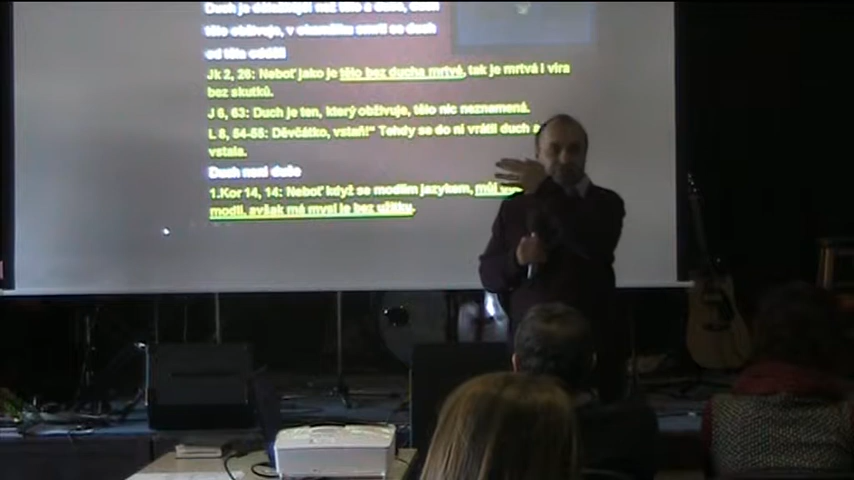 Duch je důležitější než tělo a duše, duch
tělo oživuje, v okamžiku smrti se duch
od těla oddělí
Jk 2, 26: Neboť jako je tělo bez ducha mrtvé, tak je mrtvá i víra
bez skutků.
J 6, 63: Duch je ten, který obživuje, tělo nic neznamená.
L 8, 54-55: Děvčátko, vstaň!" Tehdy se do ní vrátil duch a
vstala.
Duch není duše
1.Kor 14, 14: Neboť když se modlím jazykem, můj
modlí, avšak má mysl je bez užitku.